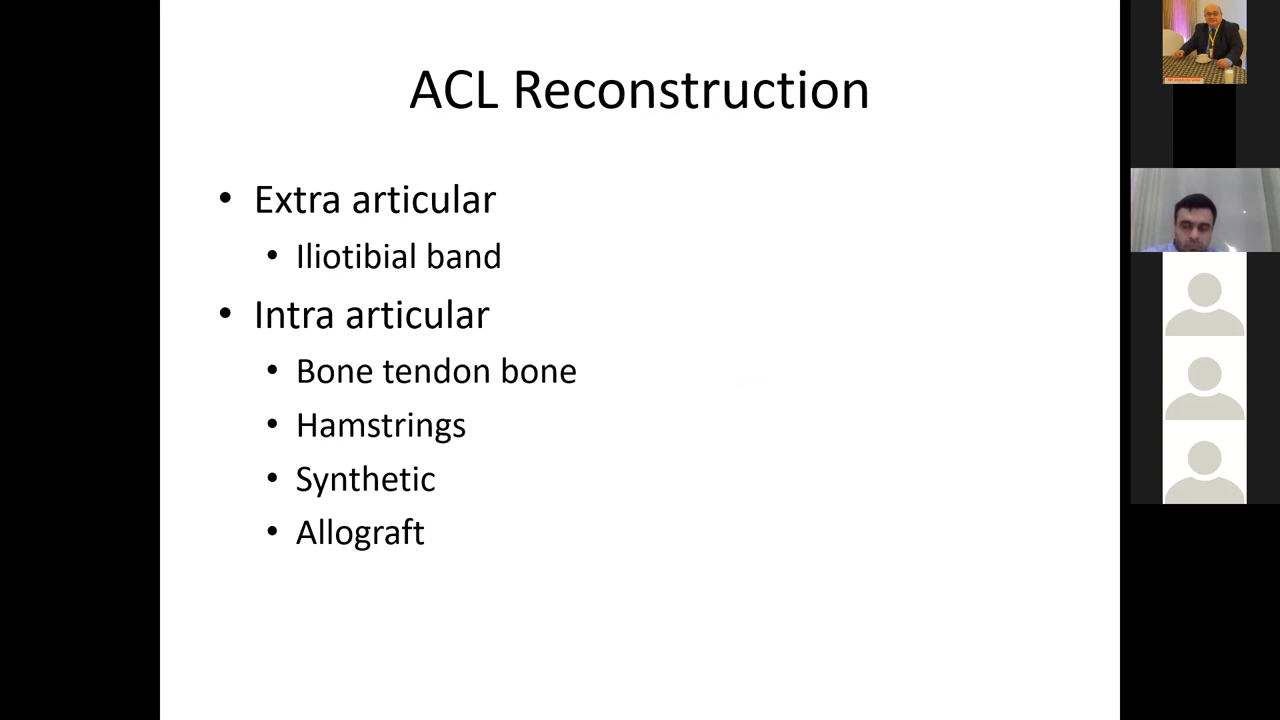 ACL Reconstruction
• Extra articular
• Iliotibial band
• Intra articular
• Bone tendon bone
• Hamstrings
• Synthetic
• Allograft